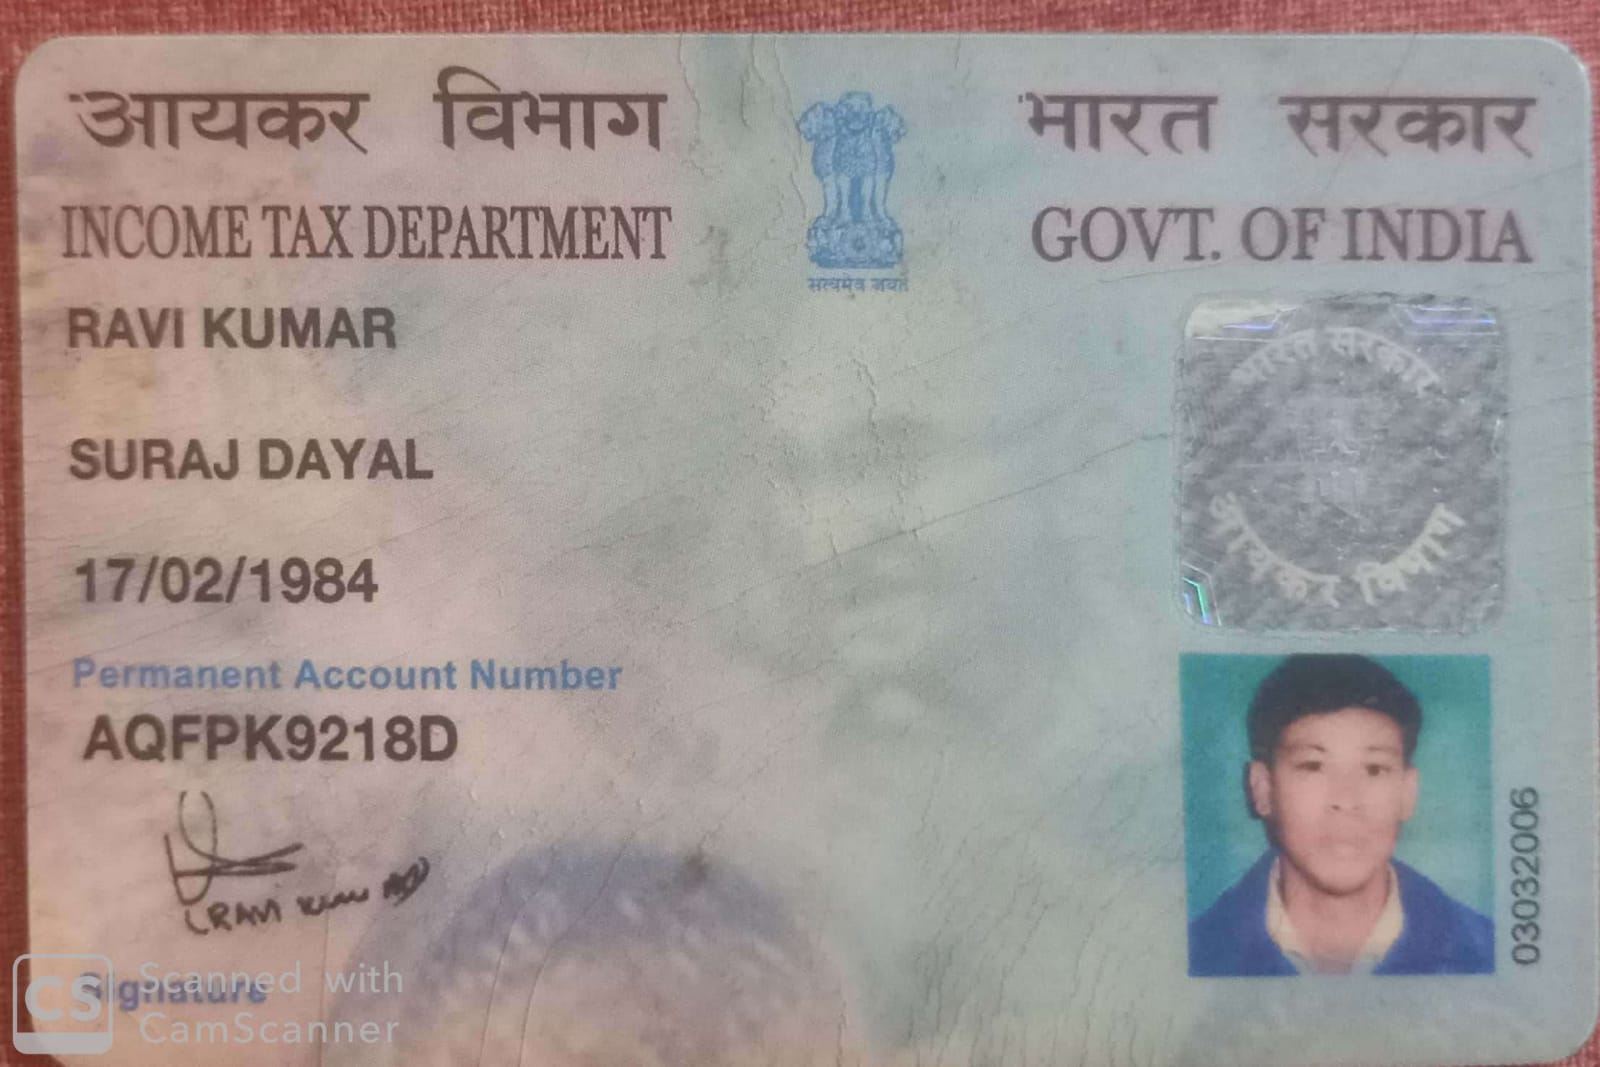 आयकर विभाग
भारत सरकार
INCOME TAX DEPARTMENT
GOVT. OF INDIA
सत्यमेव जयते
RAVI KUMAR
भारत सरकार
आयकर विभाग
SURAJ DAYAL
17/02/1984
Permanent Account Number
AQFPK9218D
03032006
RAVI
Signature
CS Scanned with
CamScanner